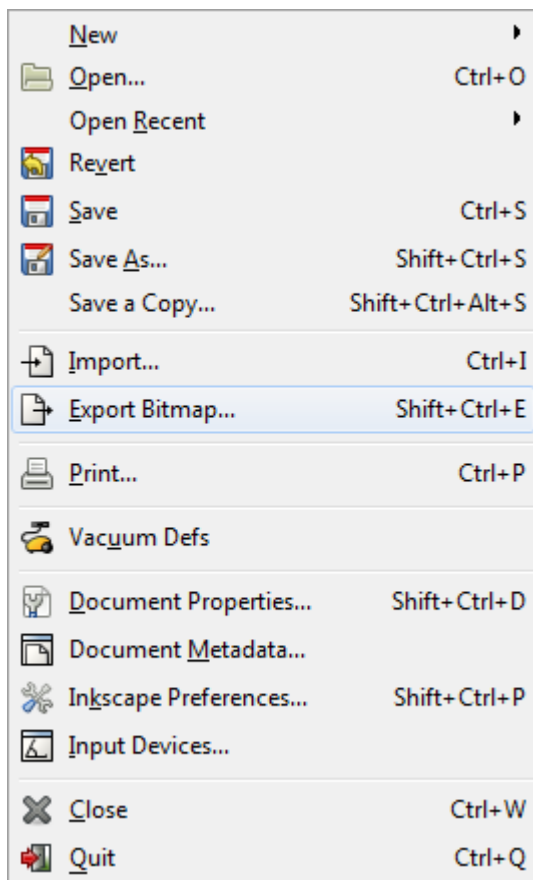 New
Open... Ctrl+O
Open Recent
Revert
Save Ctrl+S
Save As... Shift+Ctrl+S
Save a Copy... Shift+Ctrl+Alt+S
Import... Ctrl+I
Export Bitmap... Shift+Ctrl+E
Print... Ctrl+P
Vacuum Defs
Document Properties... Shift+Ctrl+D
Document Metadata...
Inkscape Preferences... Shift+Ctrl+P
Input Devices...
Close Ctrl+W
Quit Ctrl+Q